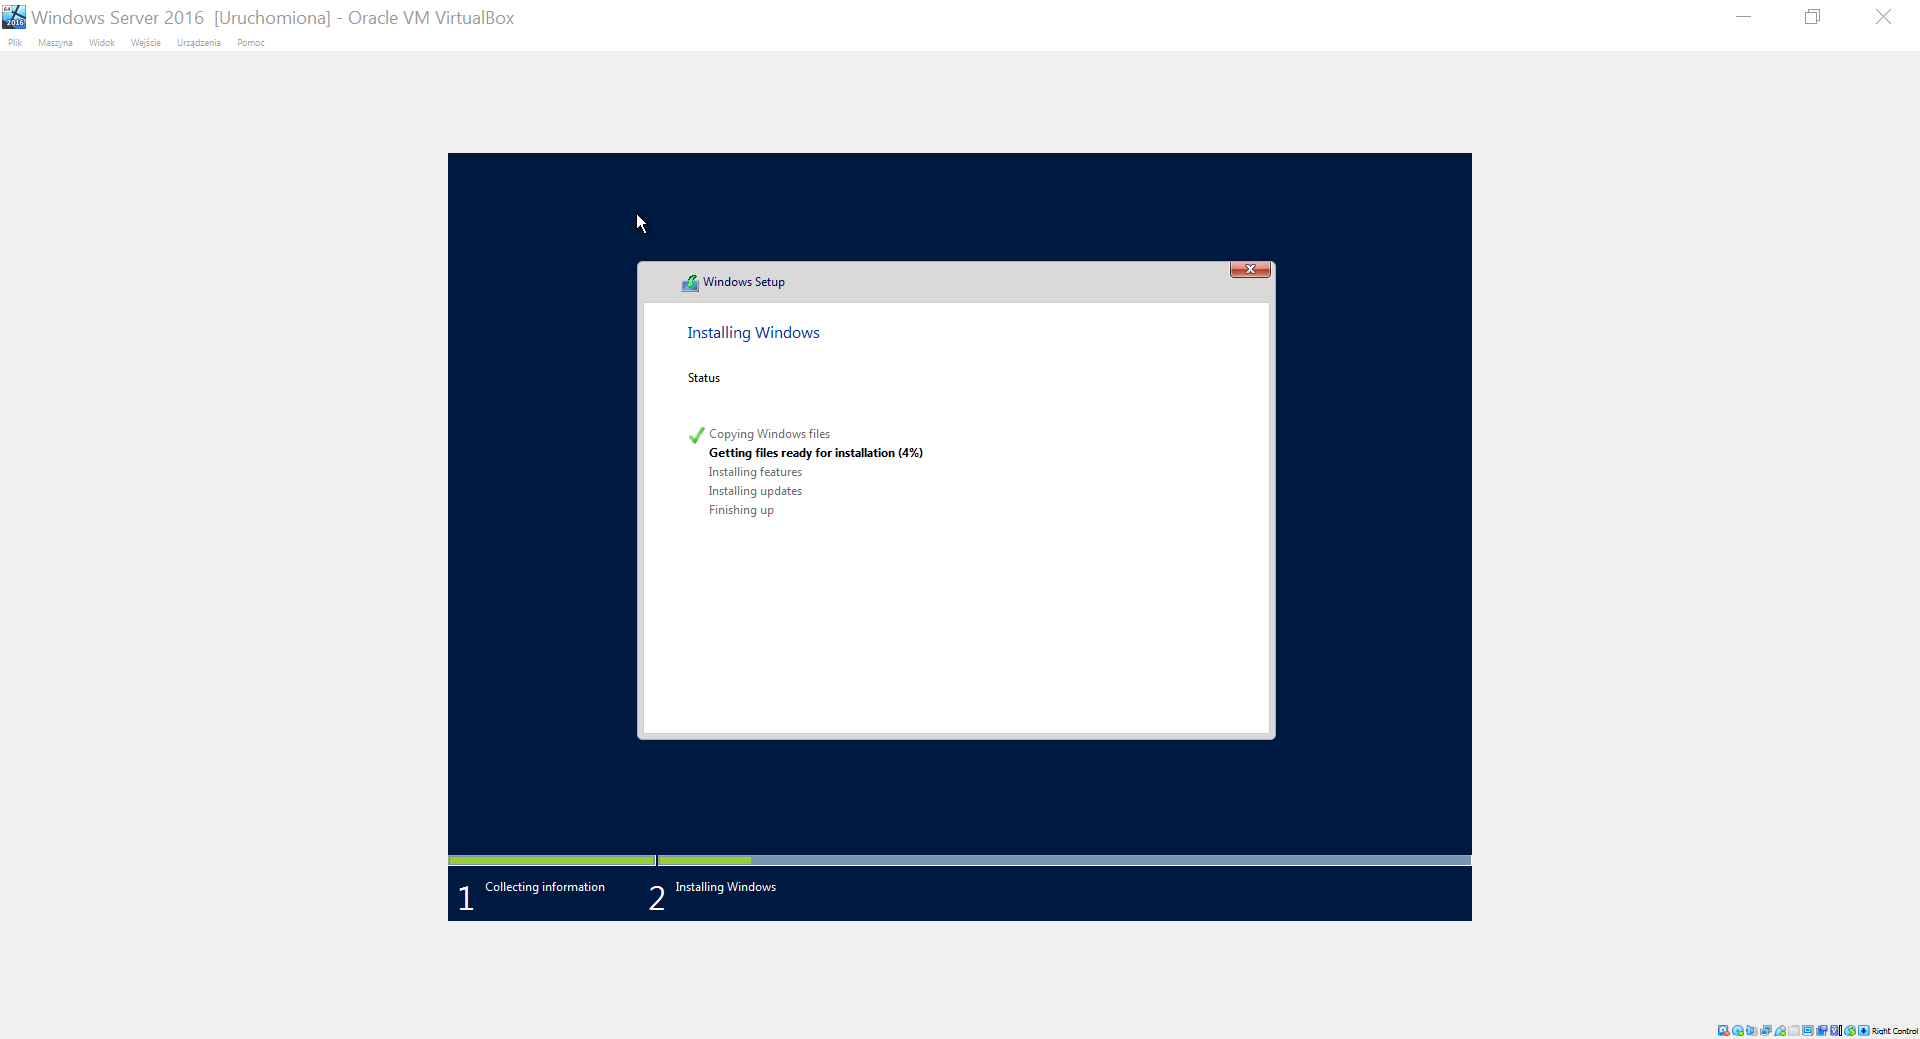 Windows Server 2016 [Uruchomiona] - Oracle VM VirtualBox
Plik Maszyna Widok Wejście Urządzenia Pomoc
Windows Setup
Installing Windows
Status
Copying Windows files
Getting files ready for installation (4%)
Installing features
Installing updates
Finishing up
1 Collecting information 2 Installing Windows
Right Control